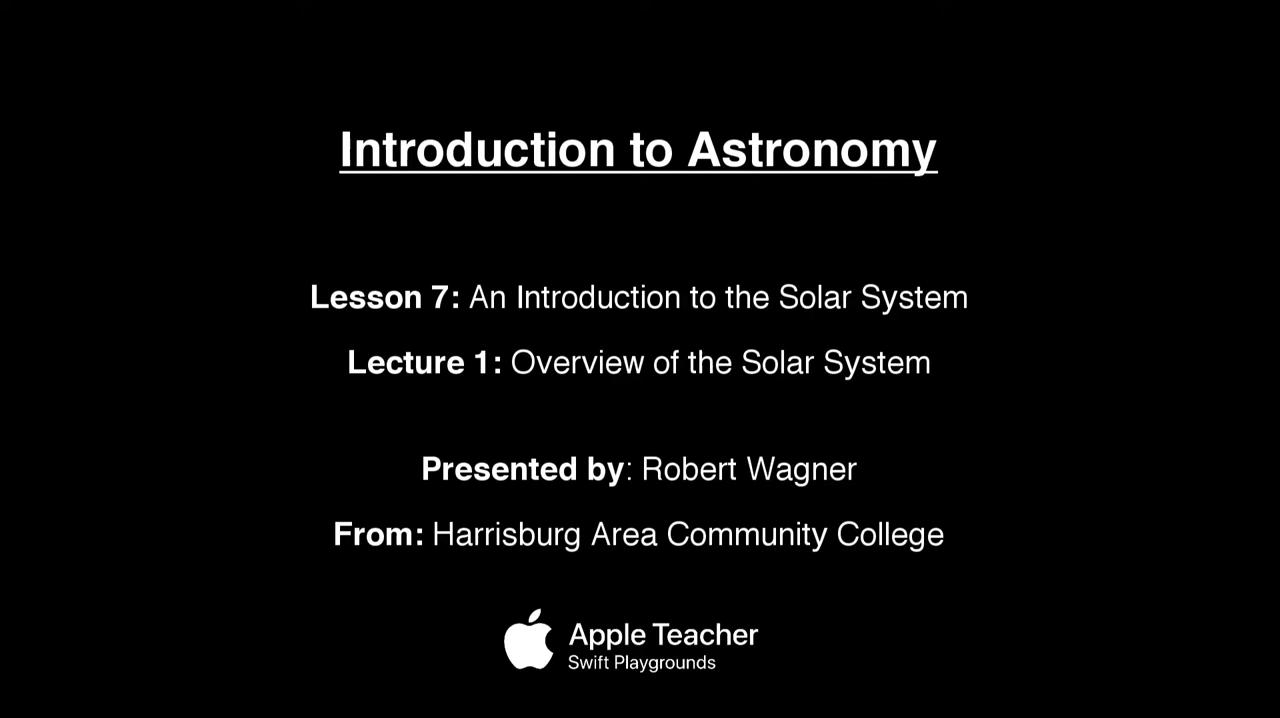 Introduction to Astronomy
Lesson 7: An Introduction to the Solar System
Lecture 1: Overview of the Solar System
Presented by: Robert Wagner
From: Harrisburg Area Community College
Apple Teacher
Swift Playgrounds